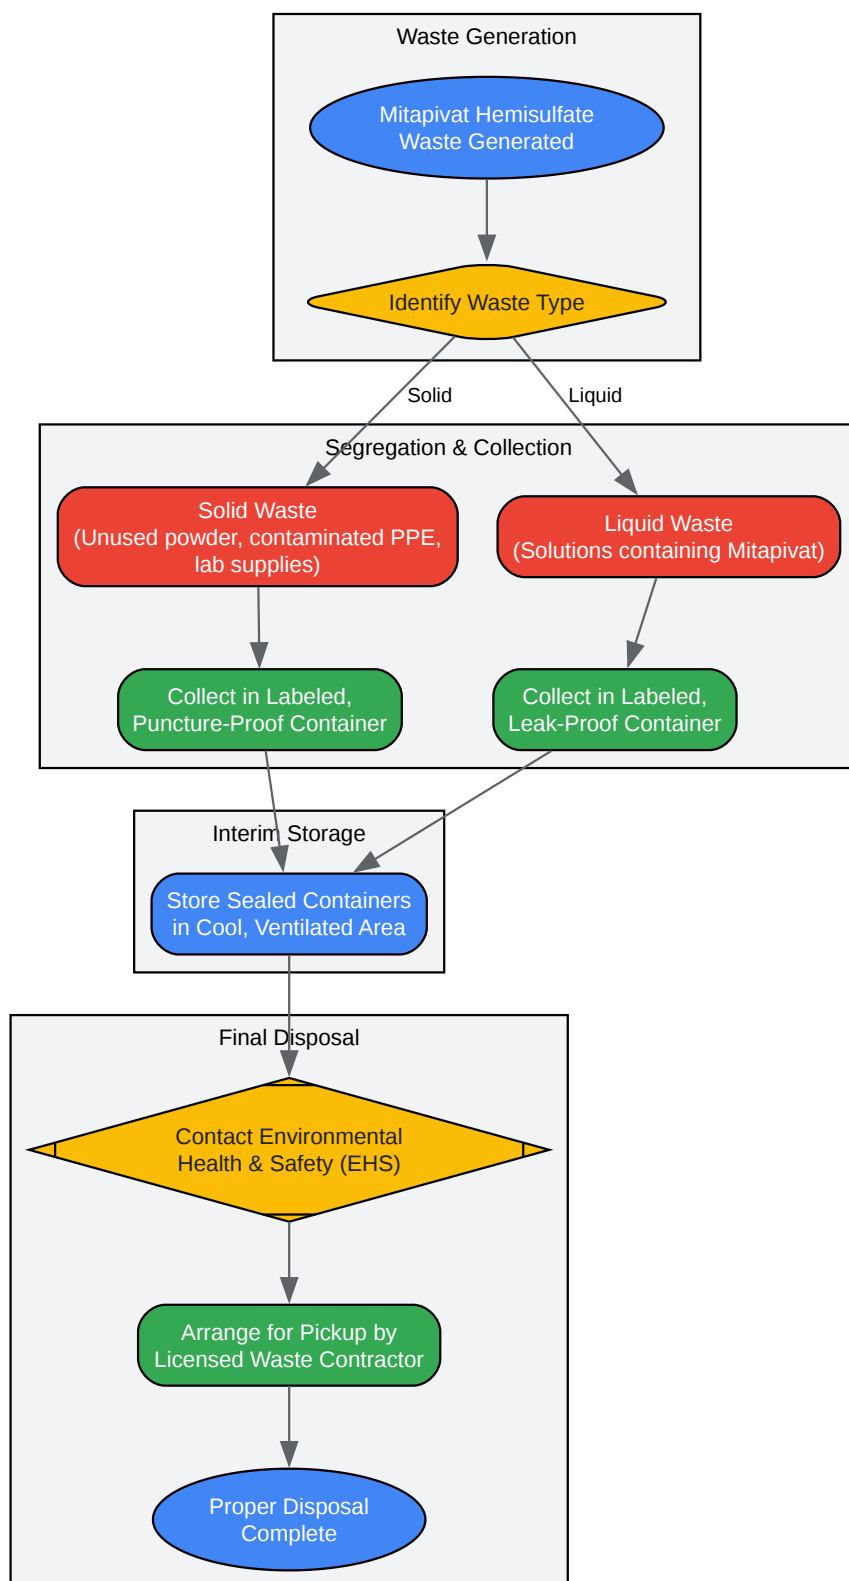 Waste Generation
Mitapivat Hemisulfate
Waste Generated
Identify Waste Type
Solid
Liquid
Segregation & Collection
Solid Waste
(Unused powder, contaminated PPE,
lab supplies)
Liquid Waste
(Solutions containing Mitapivat)
Collect in Labeled,
Puncture-Proof Container
Collect in Labeled,
Leak-Proof Container
Interim Storage
Store Sealed Containers
in Cool, Ventilated Area
Final Disposal
Contact Environmental
Health & Safety (EHS)
Arrange for Pickup by
Licensed Waste Contractor
Proper Disposal
Complete